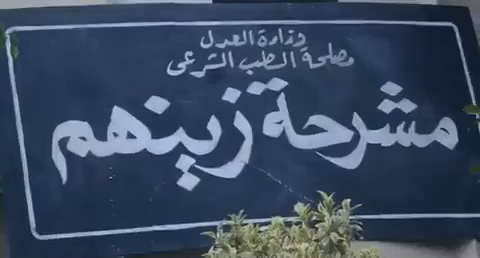 وزارة العدل
مصلحة الطب الشرعى
مشرحة زينهم